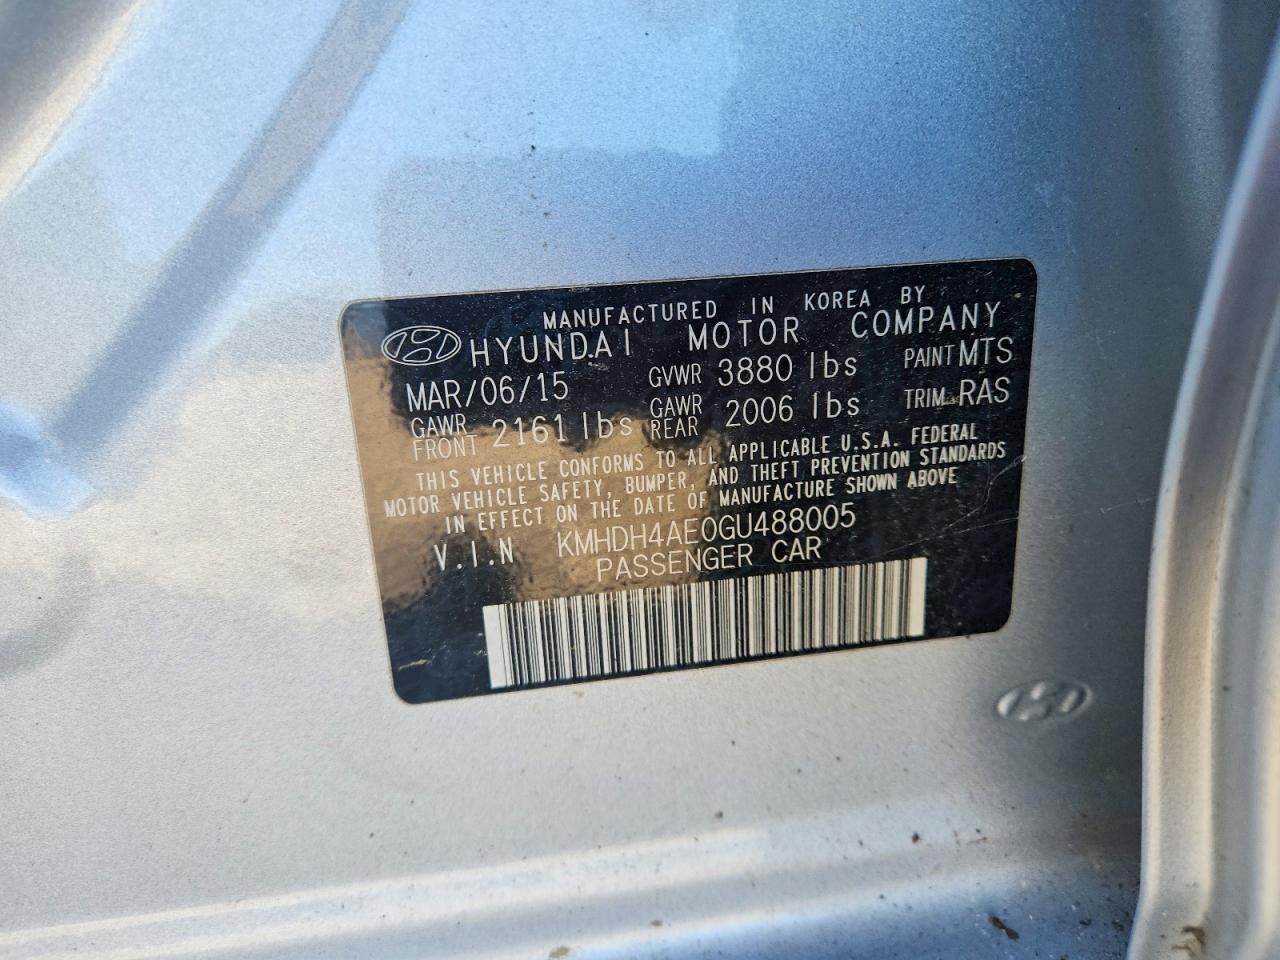 MANUFACTURED IN KOREA BY
HYUNDAI MOTOR COMPANY
MAR/06/15 GVWR 3880 lbs PAINT MTS
GAWR FRONT 2161 lbs GAWR REAR 2006 lbs TRIM RAS
THIS VEHICLE CONFORMS TO ALL APPLICABLE U.S.A. FEDERAL
MOTOR VEHICLE SAFETY, BUMPER, AND THEFT PREVENTION STANDARDS
IN EFFECT ON THE DATE OF MANUFACTURE SHOWN ABOVE
V.I.N KMHDH4AE0GU488005
PASSENGER CAR